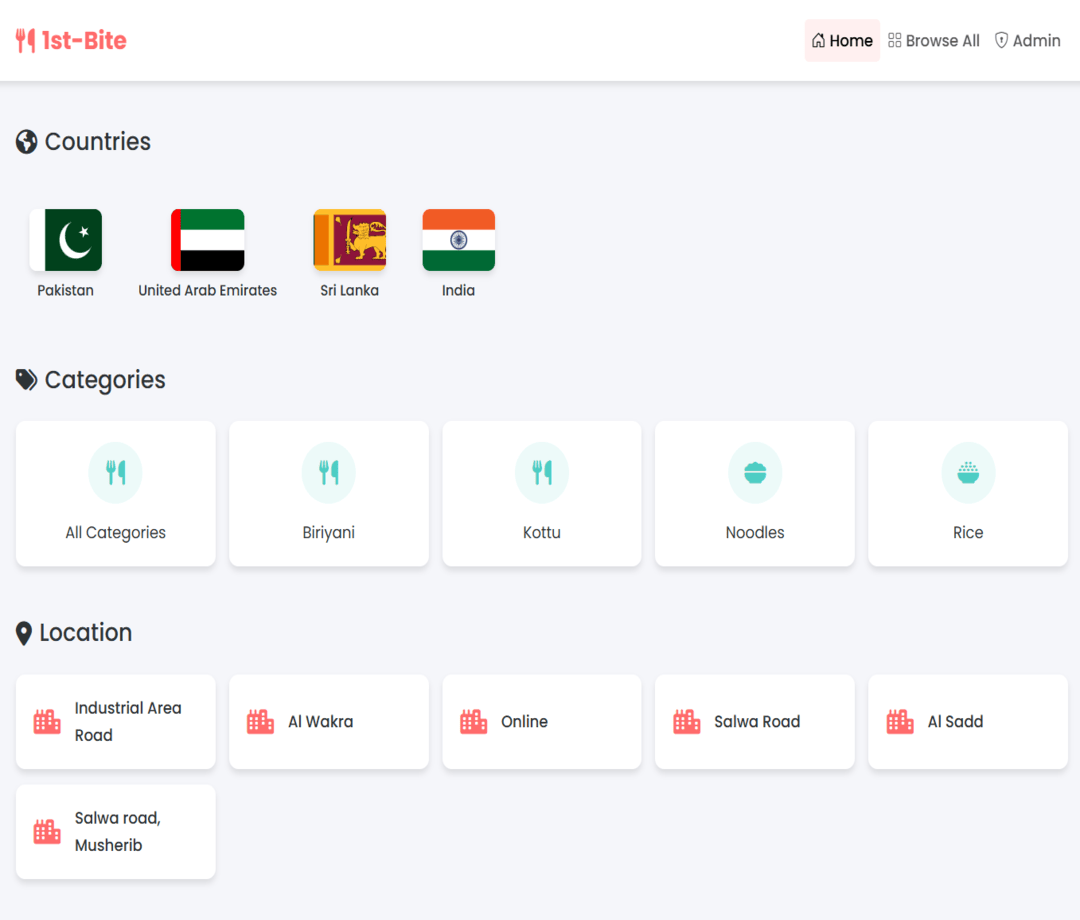 1st-Bite
Home Browse All Admin
Countries
Pakistan United Arab Emirates Sri Lanka India
Categories
All Categories Biriyani Kottu Noodles Rice
Location
Industrial Area
Road
Al Wakra Online Salwa Road Al Sadd
Salwa road,
Musherib